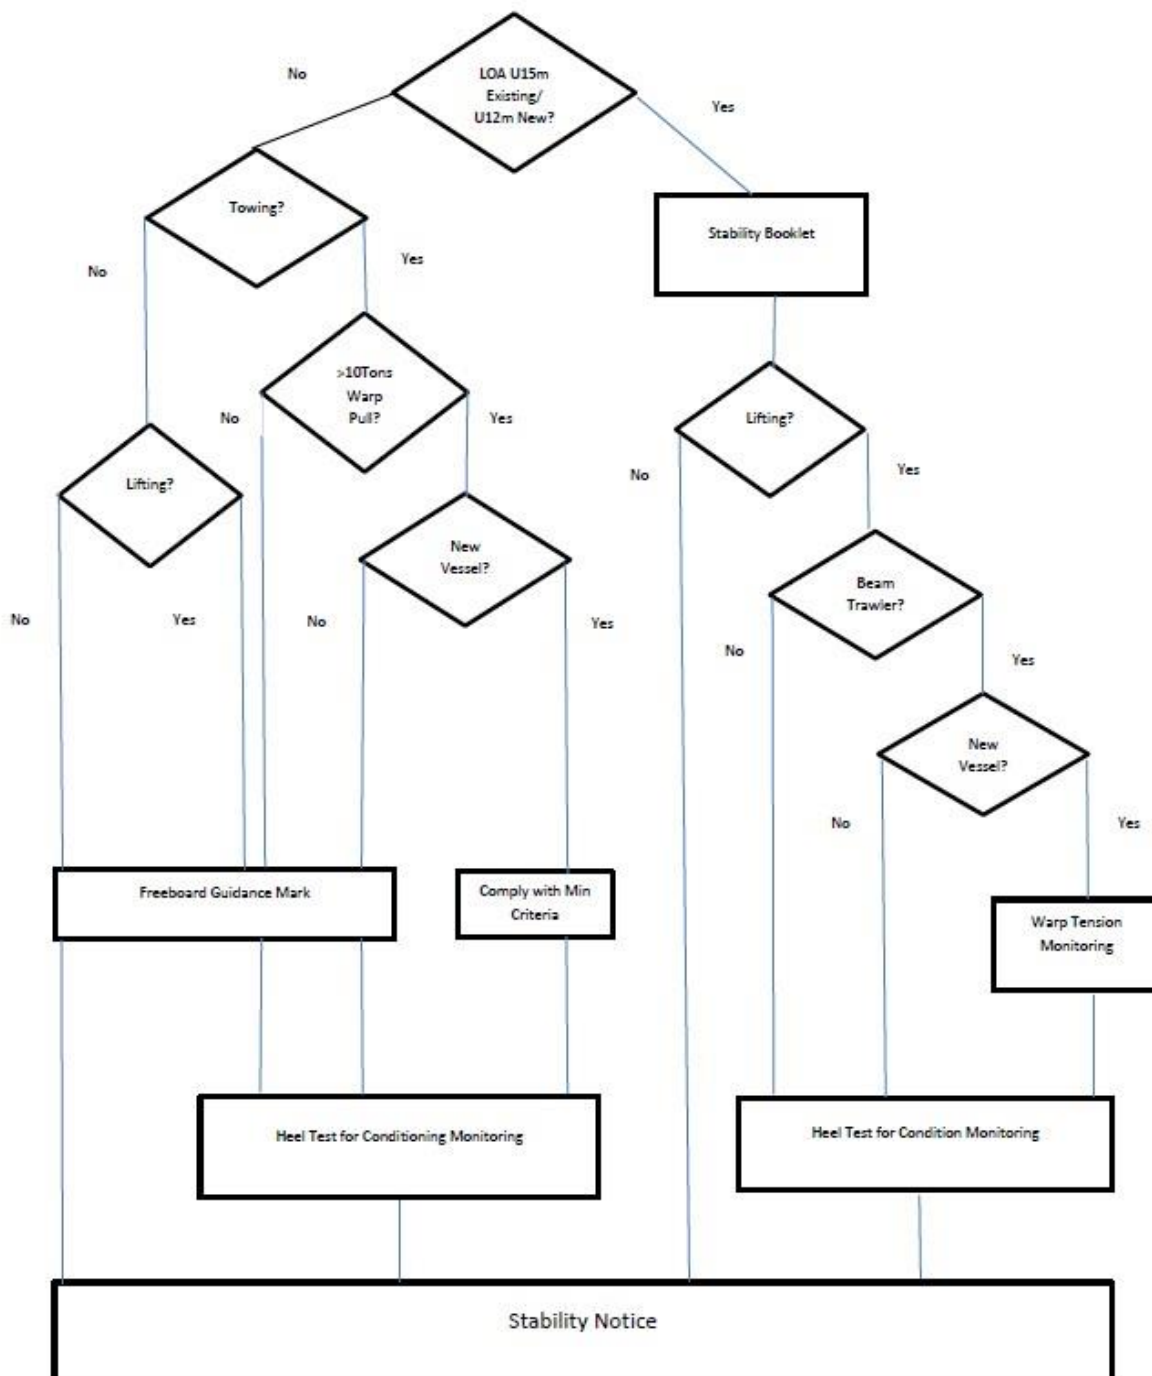 LOA U15m
Existing/
U12m New?
No
Yes
Towing?
Stability Booklet
No
Yes
>10Tons
Warp
Pull?
Lifting?
No
Yes
No
Yes
Lifting?
New
Vessel?
Beam
Trawler?
No
Yes
No
Yes
No
Yes
New
Vessel?
No
Yes
Freeboard Guidance Mark
Comply with Min
Criteria
Warp Tension
Monitoring
Heel Test for Conditioning Monitoring
Heel Test for Condition Monitoring
Stability Notice